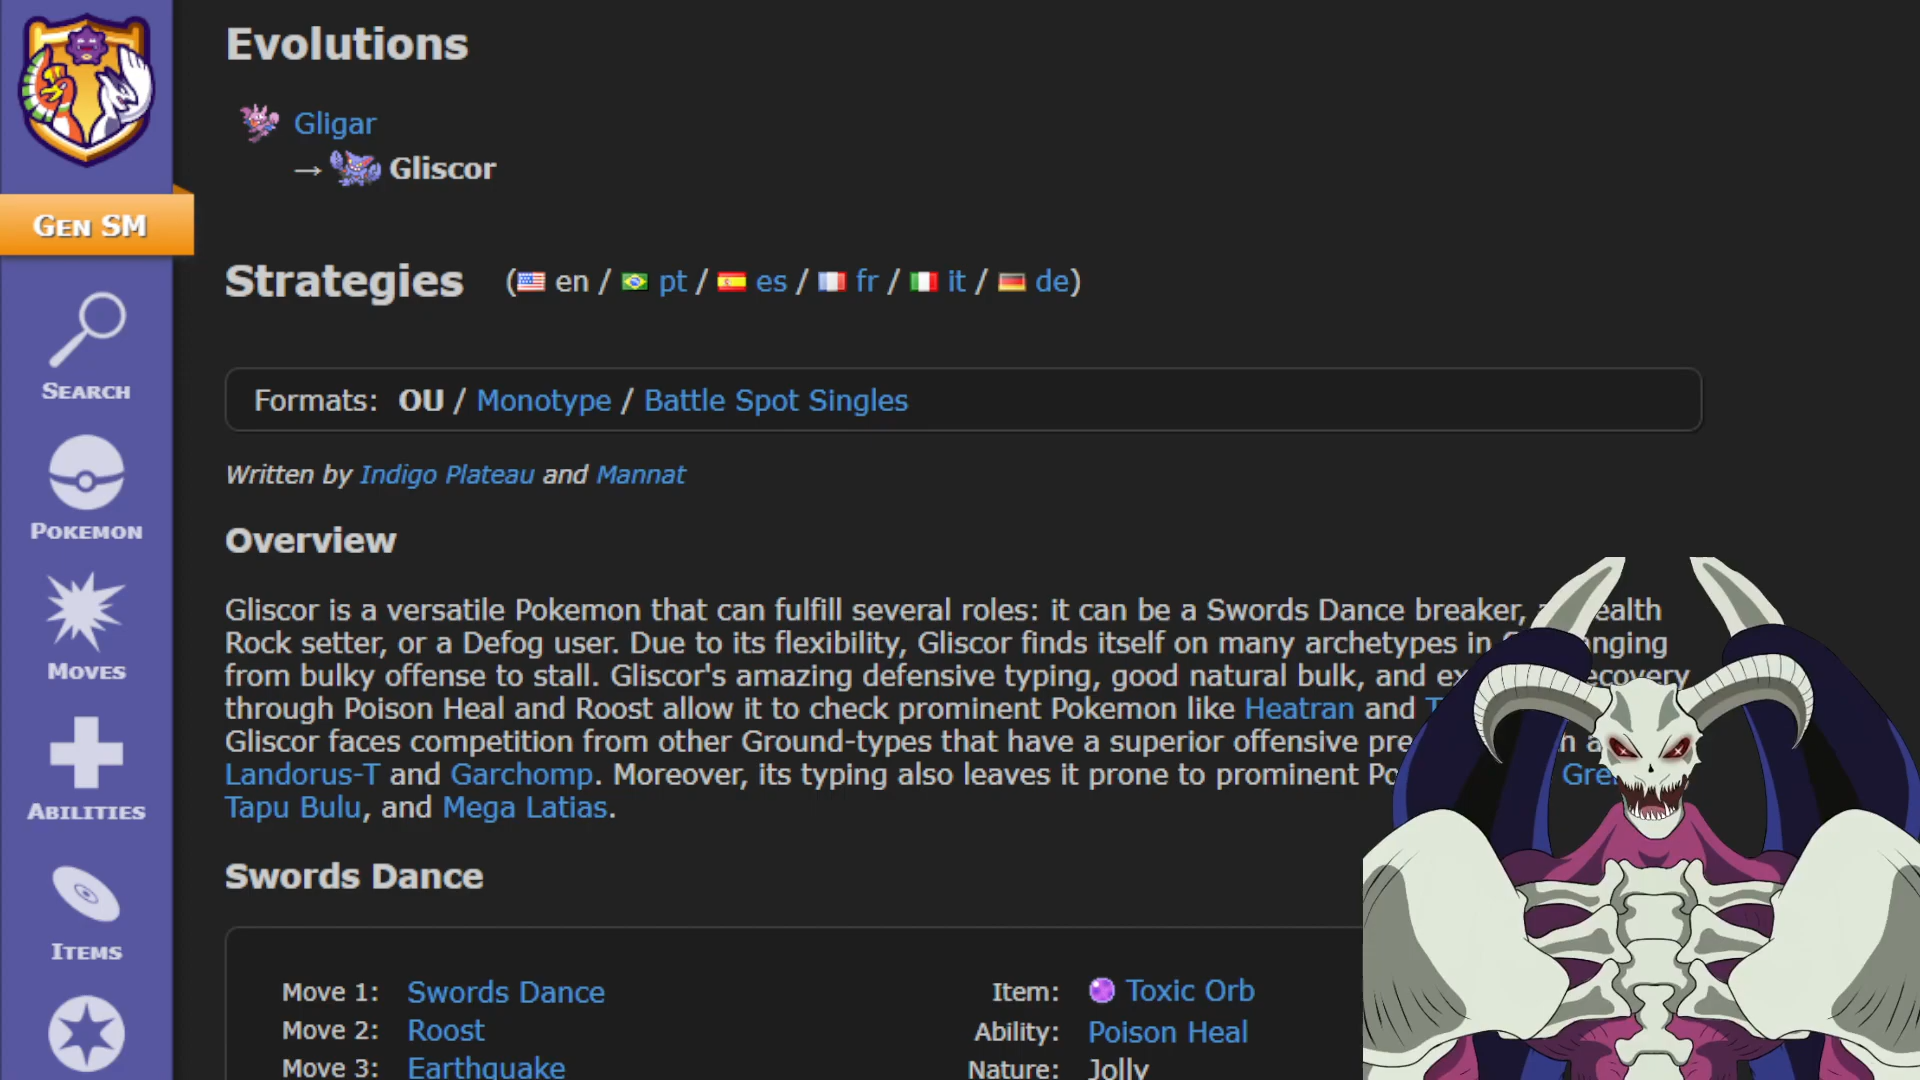 Evolutions
Gligar
→ Gliscor
GEN SM
Strategies (en / pt / es / fr / it / de)
SEARCH
Formats: OU / Monotype / Battle Spot Singles
Written by Indigo Plateau and Mannat
POKEMON
Overview
Gliscor is a versatile Pokemon that can fulfill several roles: it can be a Swords Dance breaker,
Rock setter, or a Defog user. Due to its flexibility, Gliscor finds itself on many archetypes in
MOVES
from bulky offense to stall. Gliscor's amazing defensive typing, good natural bulk, and
through Poison Heal and Roost allow it to check prominent Pokemon like Heatran and
Gliscor faces competition from other Ground-types that have a superior offensive
Landorus-T and Garchomp. Moreover, its typing also leaves it prone to prominent
Tapu Bulu, and Mega Latias.
ABILITIES
Swords Dance
ITEMS
Move 1: Swords Dance Item: Toxic Orb
Move 2: Roost Ability: Poison Heal
Move 3: Earthquake Nature: Jolly